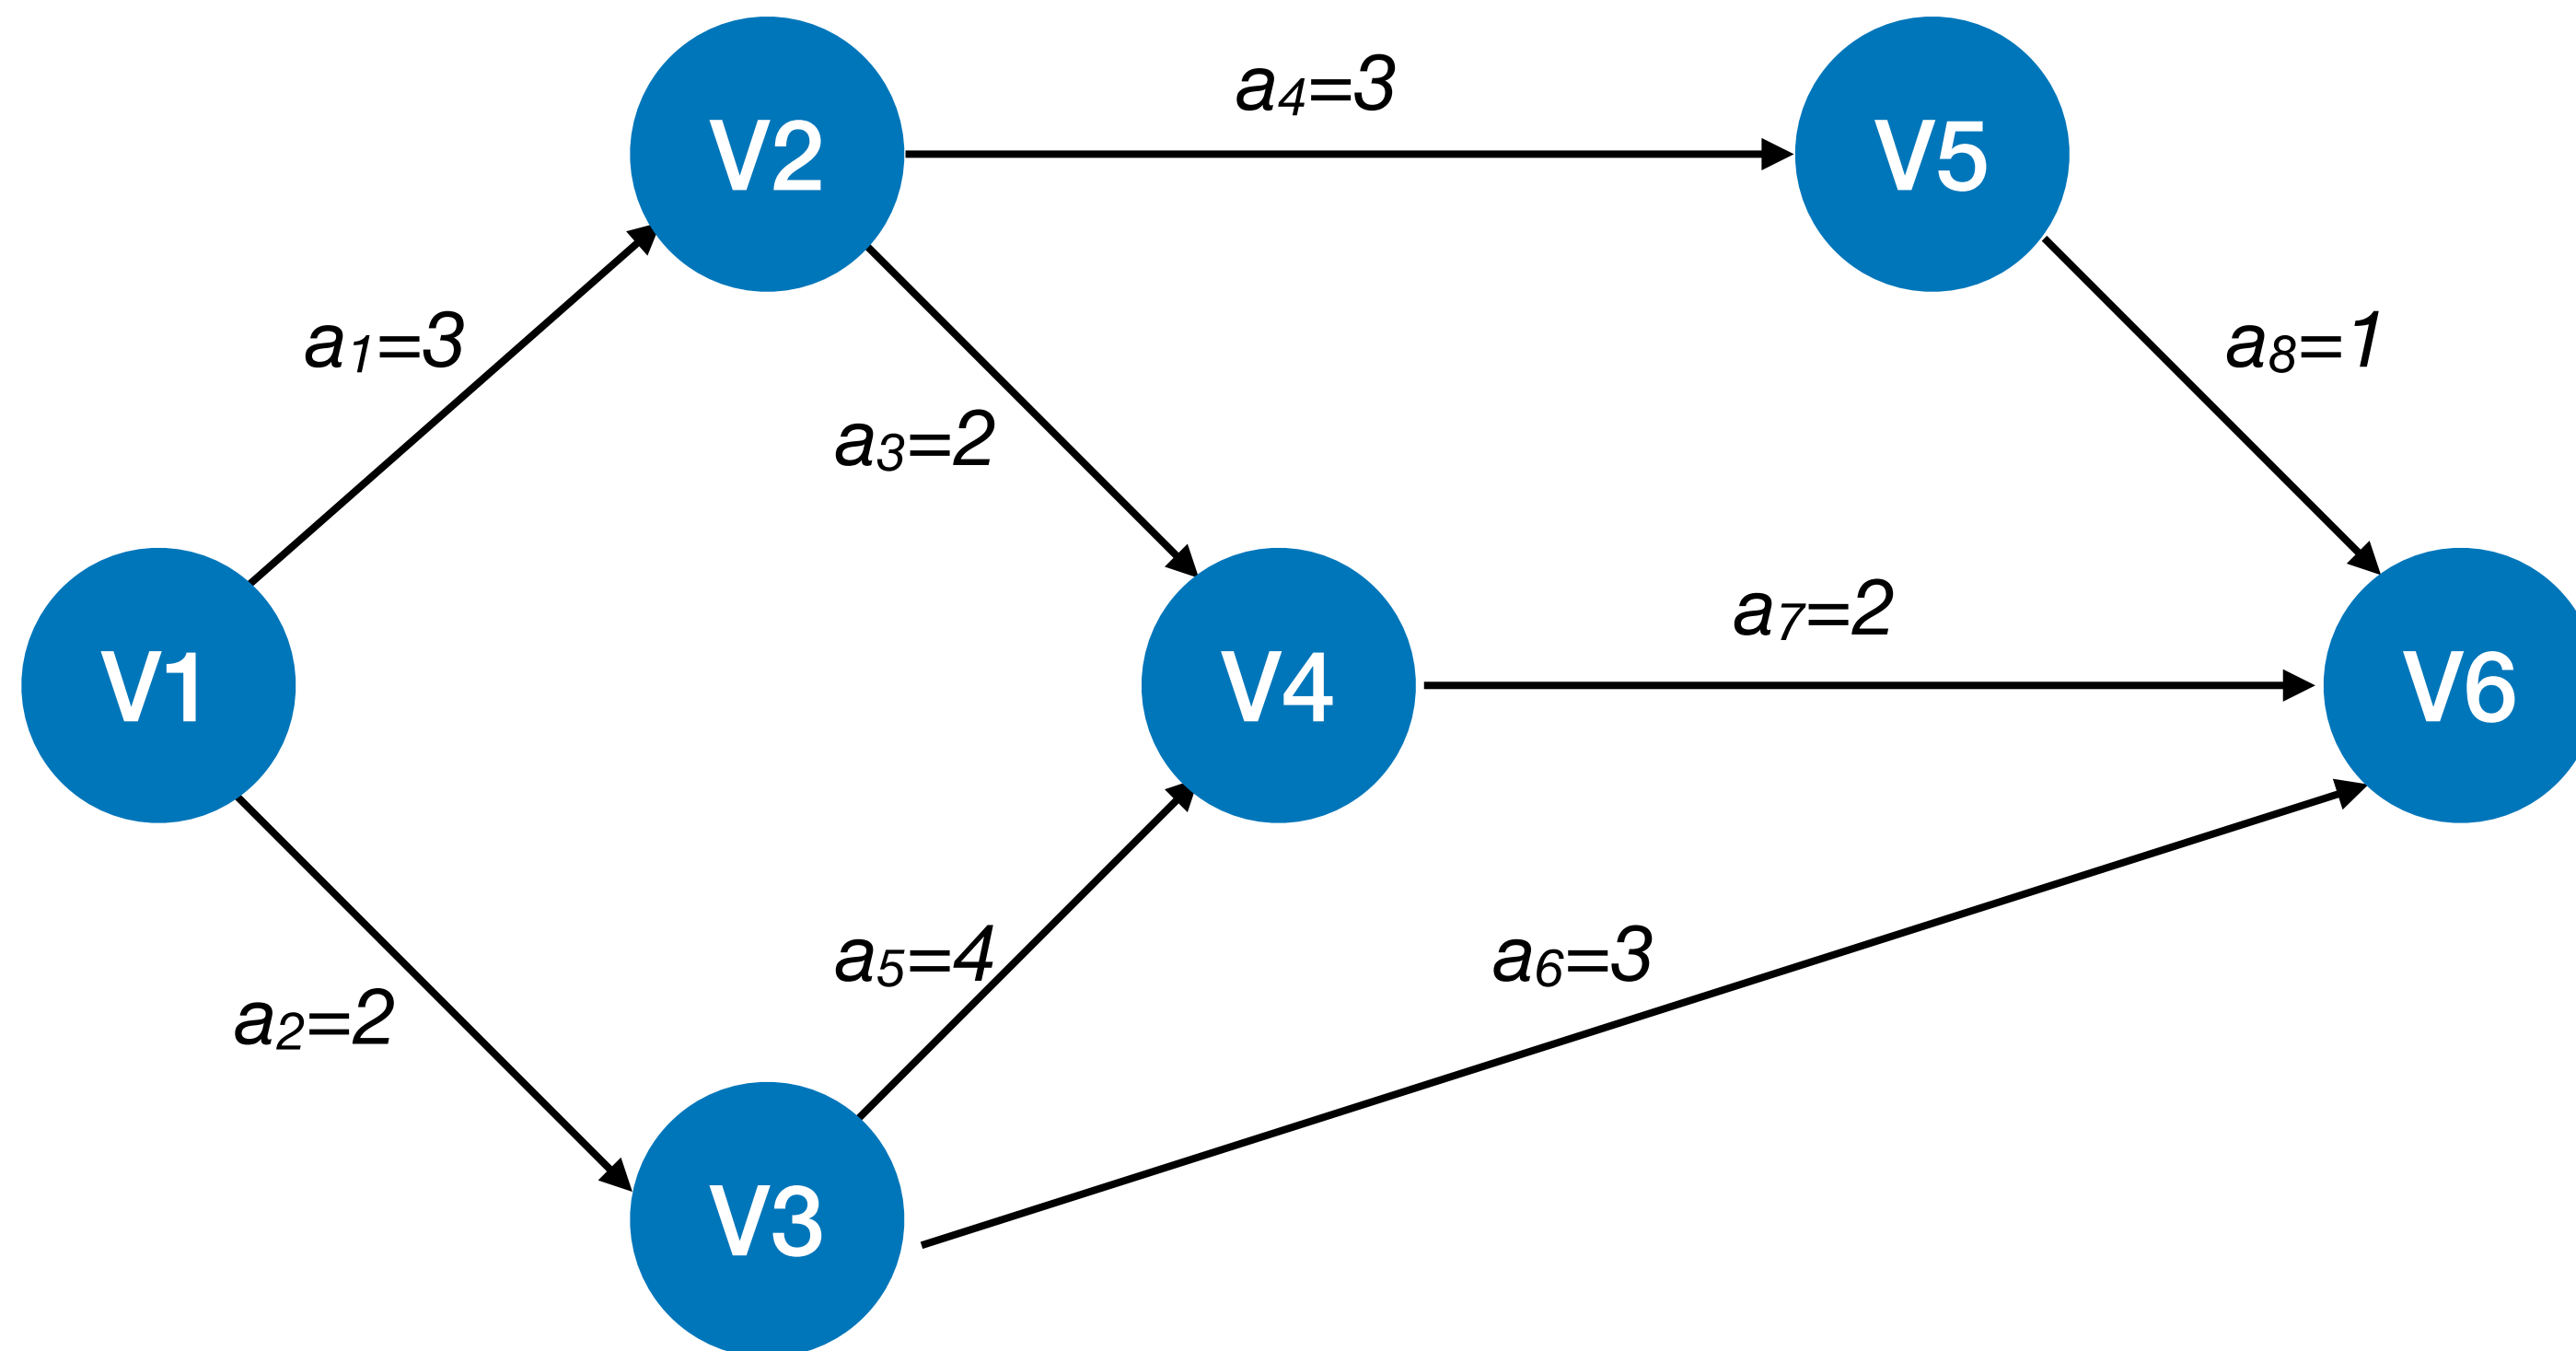 V2
a₄=3
V5
a₁=3
a₈=1
a₃=2
a₇=2
V1
V4
V6
a₅=4
a₆=3
a₂=2
V3